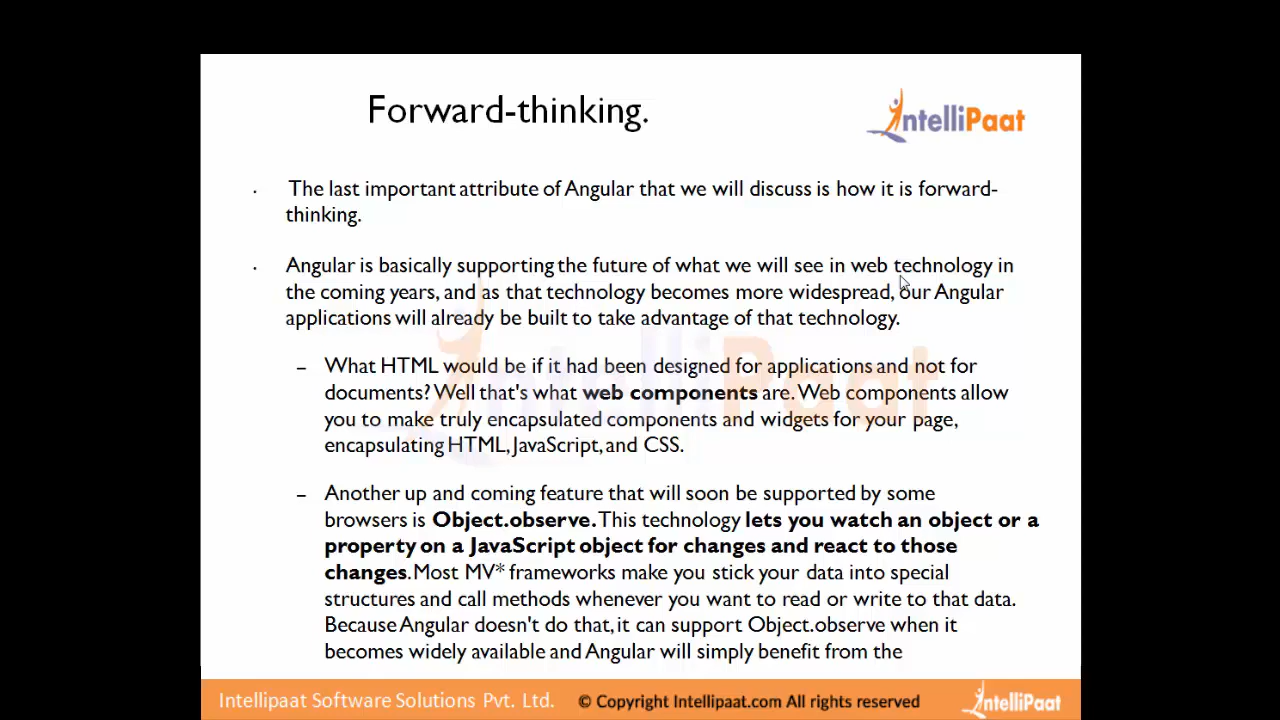 Forward-thinking.
IntelliPaat
· The last important attribute of Angular that we will discuss is how it is forward-
thinking.
· Angular is basically supporting the future of what we will see in web technology in
the coming years, and as that technology becomes more widespread, our Angular
applications will already be built to take advantage of that technology.
– What HTML would be if it had been designed for applications and not for
documents? Well that's what web components are. Web components allow
you to make truly encapsulated components and widgets for your page,
encapsulating HTML, JavaScript, and CSS.
– Another up and coming feature that will soon be supported by some
browsers is Object.observe. This technology lets you watch an object or a
property on a JavaScript object for changes and react to those
changes. Most MV* frameworks make you stick your data into special
structures and call methods whenever you want to read or write to that data.
Because Angular doesn't do that, it can support Object.observe when it
becomes widely available and Angular will simply benefit from the
IntelliPaat
Intellipaat Software Solutions Pvt. Ltd. © Copyright Intellipaat.com All rights reserved IntelliPaat